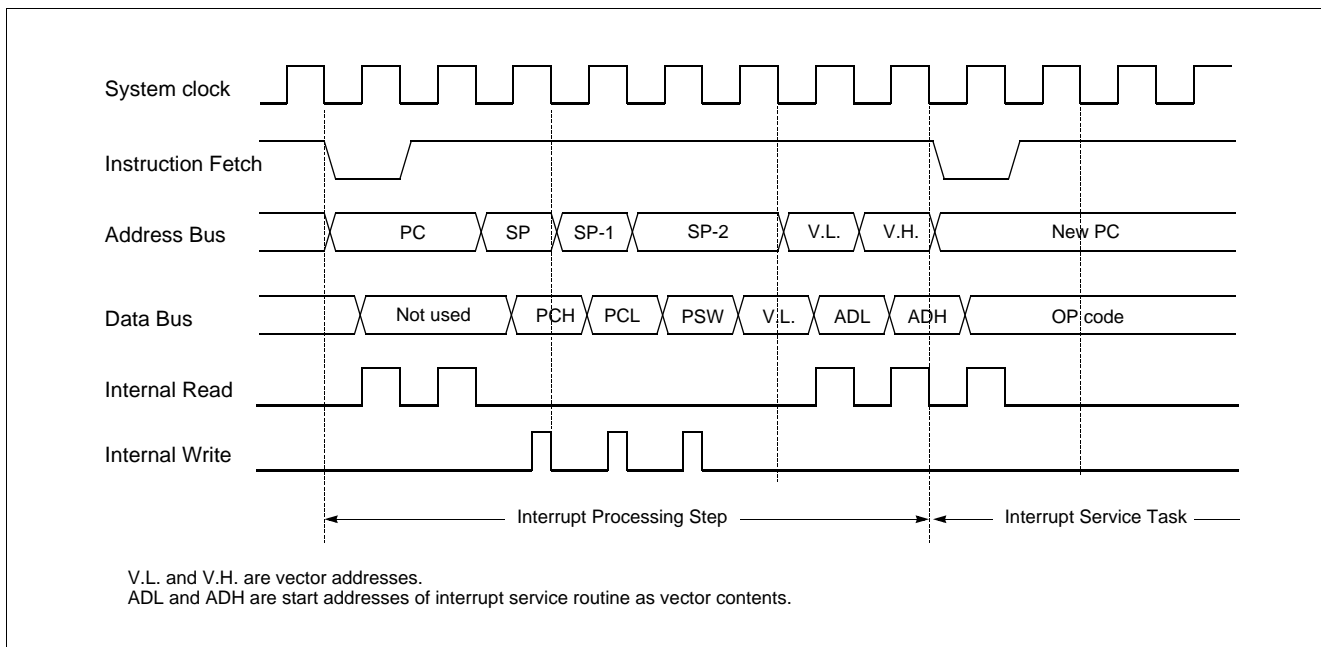 System clock
Instruction Fetch
Address Bus PC SP SP-1 SP-2 V.L. V.H. New PC
Data Bus Not used PCH PCL PSW V.L. ADL ADH OP code
Internal Read
Internal Write
Interrupt Processing Step Interrupt Service Task
V.L. and V.H. are vector addresses.
ADL and ADH are start addresses of interrupt service routine as vector contents.